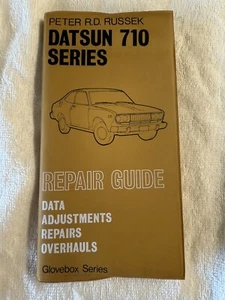 PETER R.D. RUSSEK
DATSUN 710
SERIES
REPAIR GUIDE
DATA
ADJUSTMENTS
REPAIRS
OVERHAULS
Glovebox Series